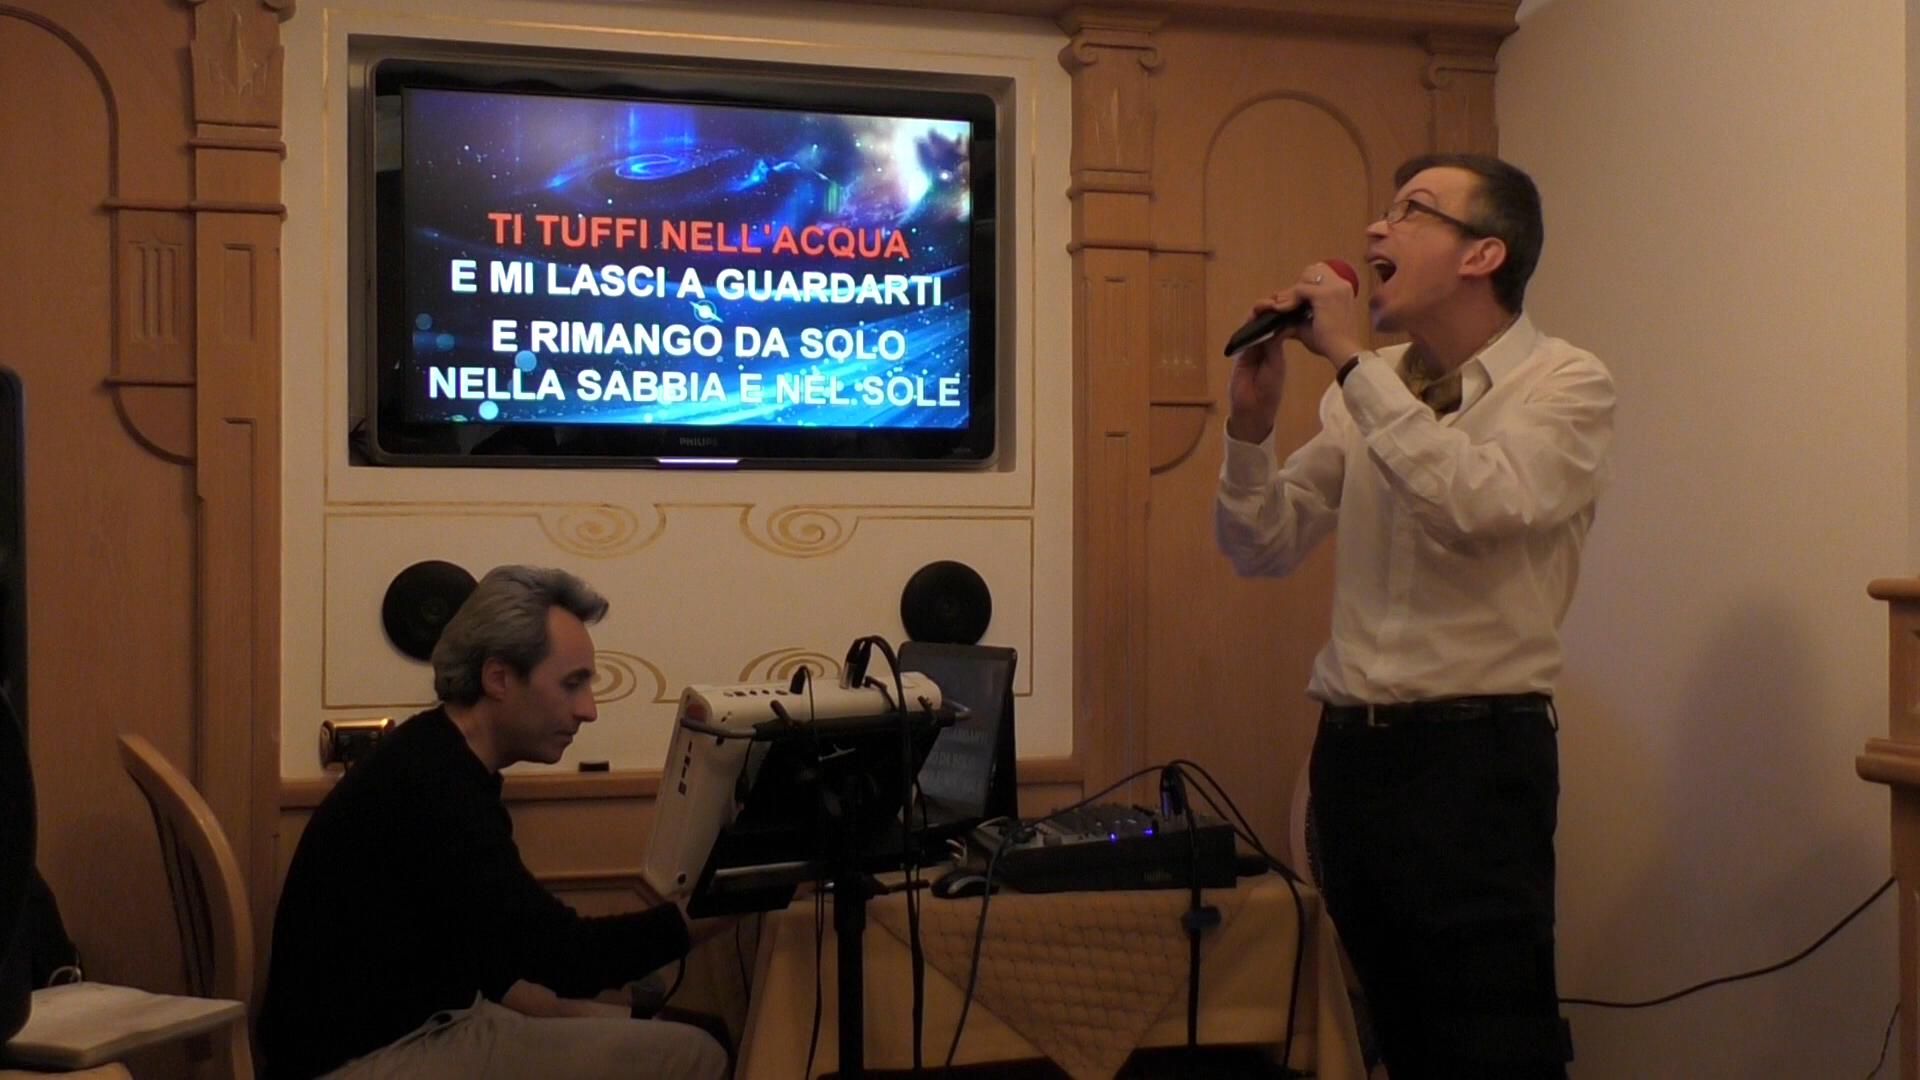 TI TUFFI NELL'ACQUA
E MI LASCI A GUARDARTI
E RIMANGO DA SOLO
NELLA SABBIA E NEL SOLE
PHILIPS